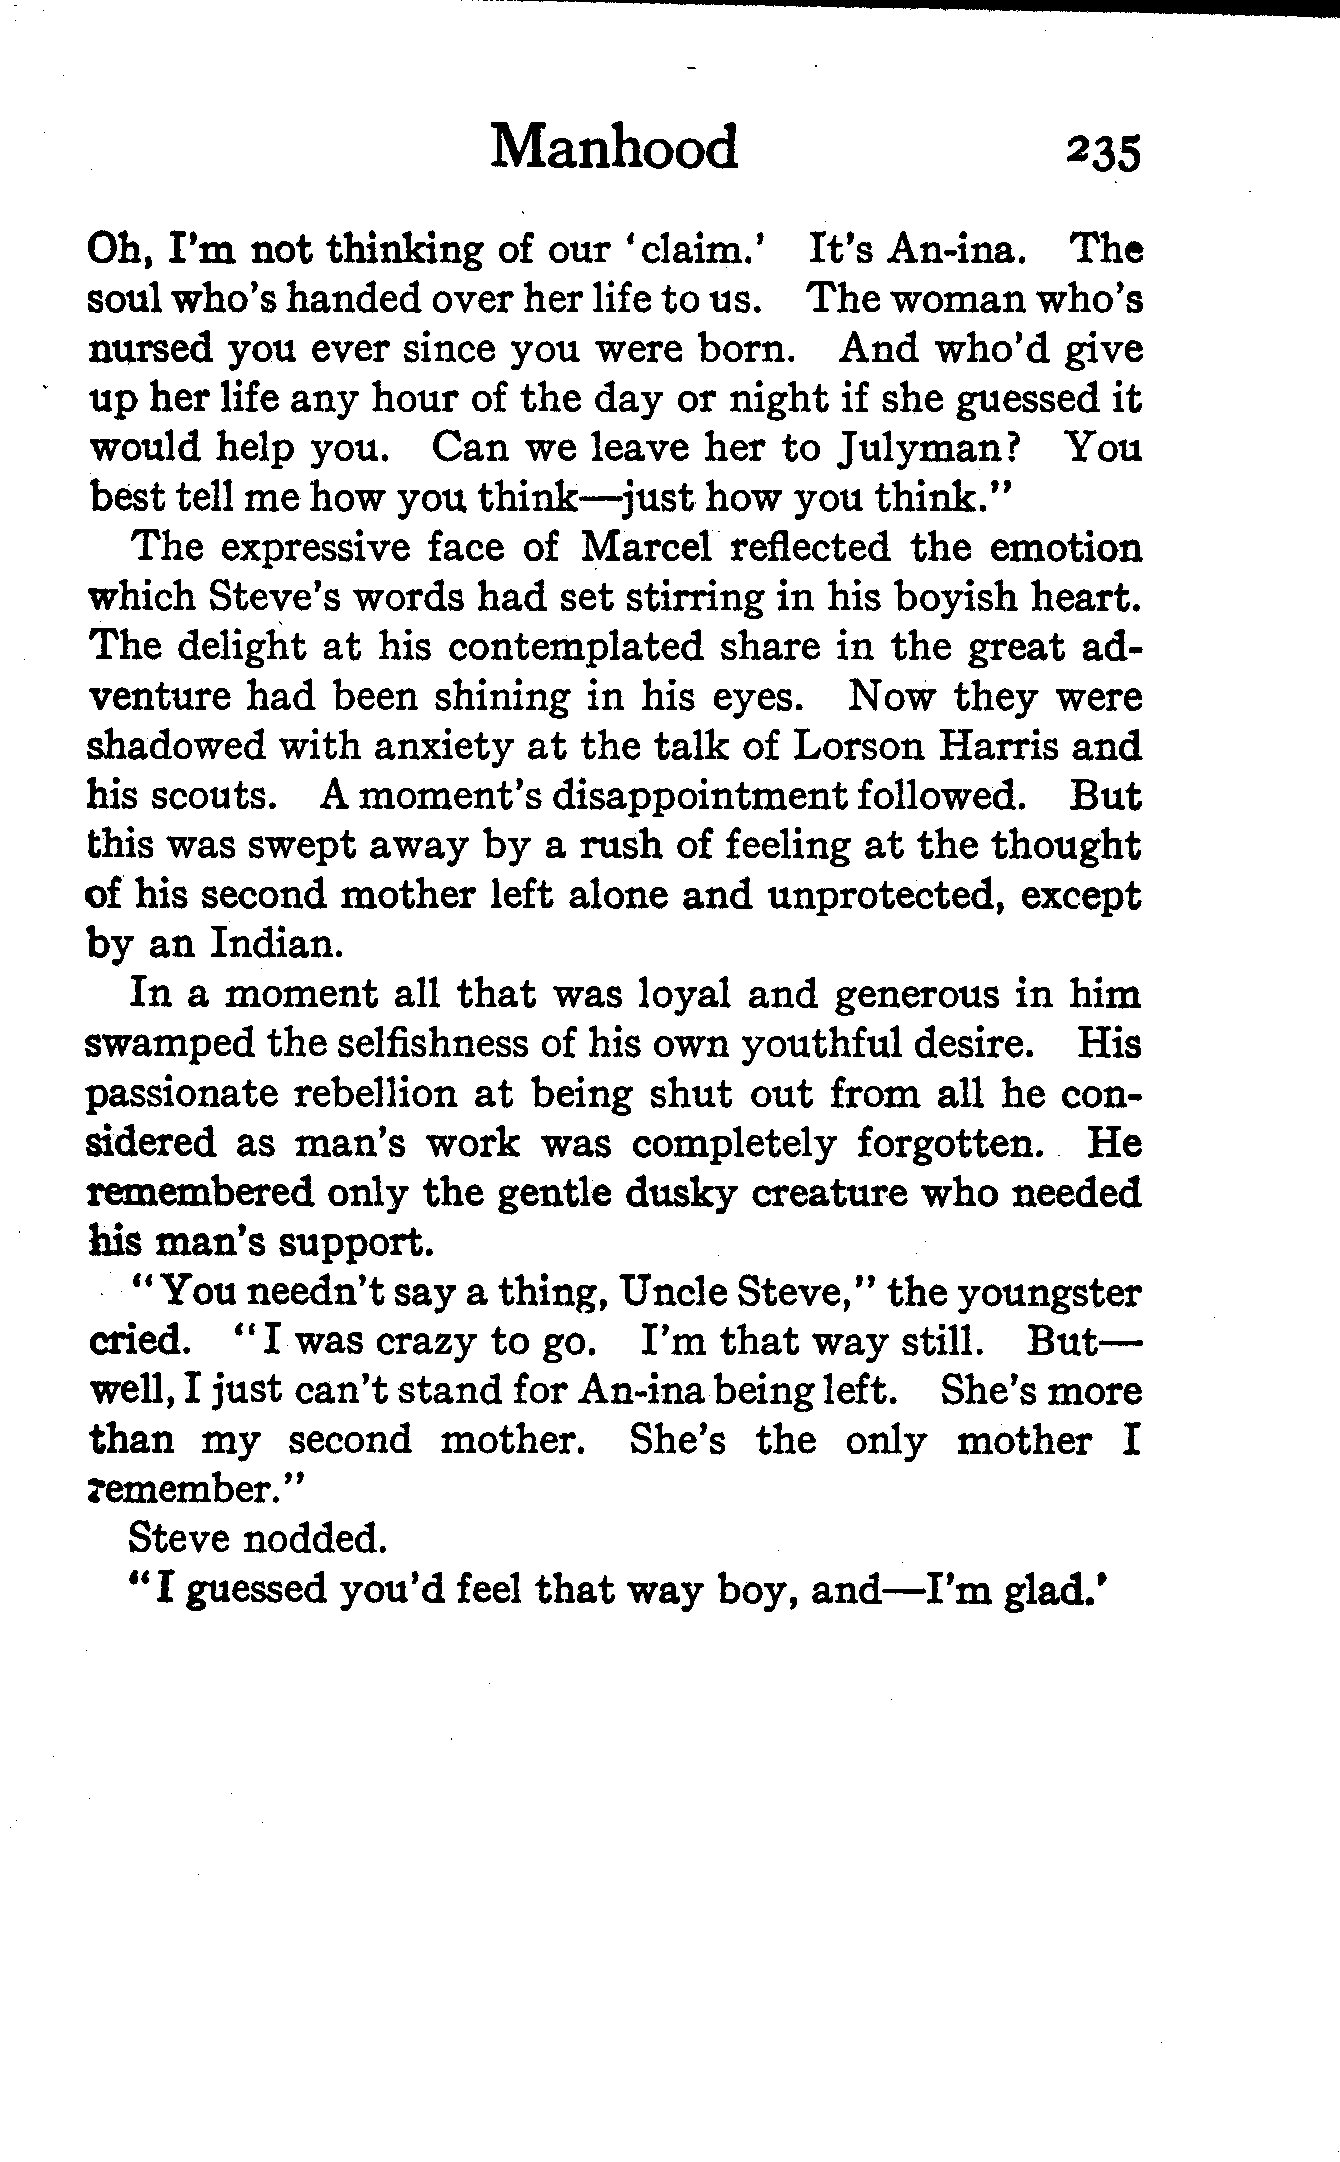 Manhood 235
Oh, I'm not thinking of our 'claim.' It's An-ina. The
soul who's handed over her life to us. The woman who's
nursed you ever since you were born. And who'd give
up her life any hour of the day or night if she guessed it
would help you. Can we leave her to Julyman? You
best tell me how you think—just how you think."
The expressive face of Marcel reflected the emotion
which Steve's words had set stirring in his boyish heart.
The delight at his contemplated share in the great ad-
venture had been shining in his eyes. Now they were
shadowed with anxiety at the talk of Lorson Harris and
his scouts. A moment's disappointment followed. But
this was swept away by a rush of feeling at the thought
of his second mother left alone and unprotected, except
by an Indian.
In a moment all that was loyal and generous in him
swamped the selfishness of his own youthful desire. His
passionate rebellion at being shut out from all he con-
sidered as man's work was completely forgotten. He
remembered only the gentle dusky creature who needed
his man's support.
"You needn't say a thing, Uncle Steve," the youngster
cried. "I was crazy to go. I'm that way still. But—
well, I just can't stand for An-ina being left. She's more
than my second mother. She's the only mother I
remember."
Steve nodded.
"I guessed you'd feel that way boy, and—I'm glad.'